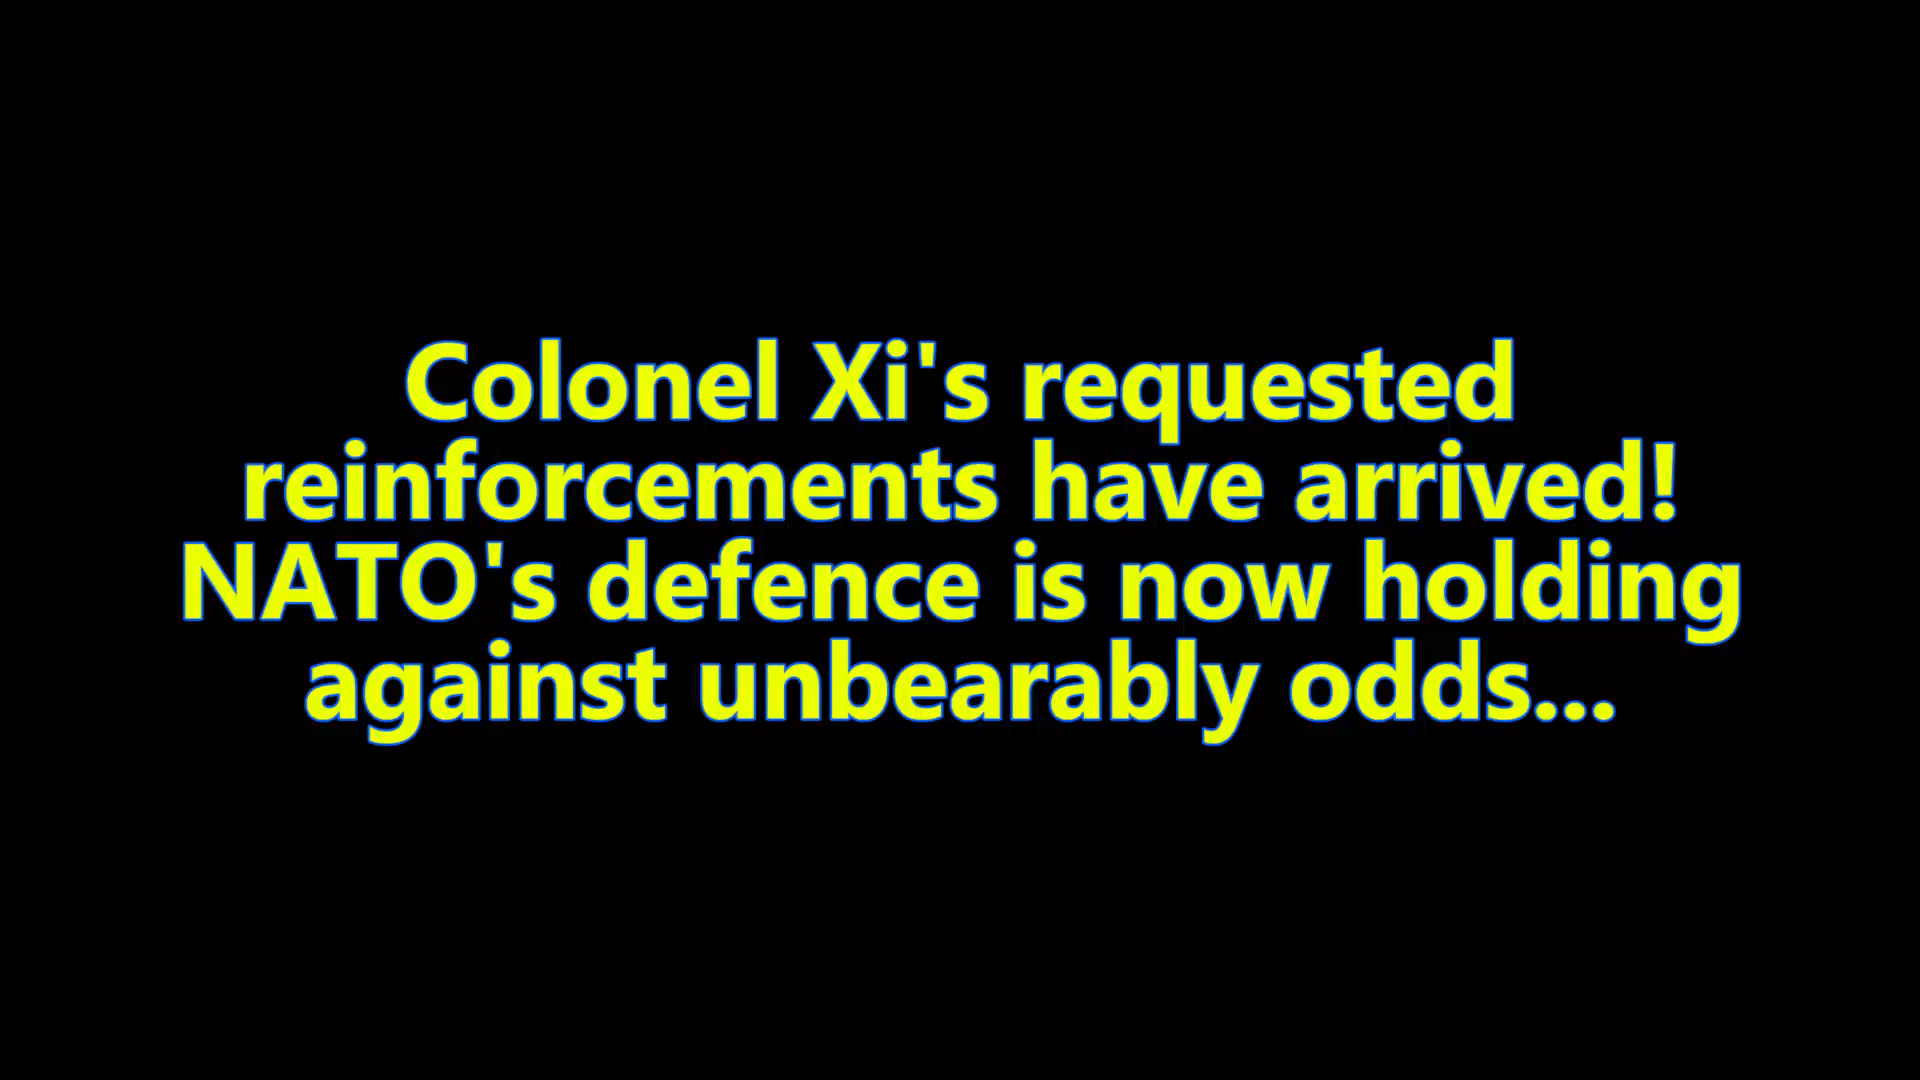 Colonel Xi's requested
reinforcements have arrived!
NATO's defence is now holding
against unbearably odds...